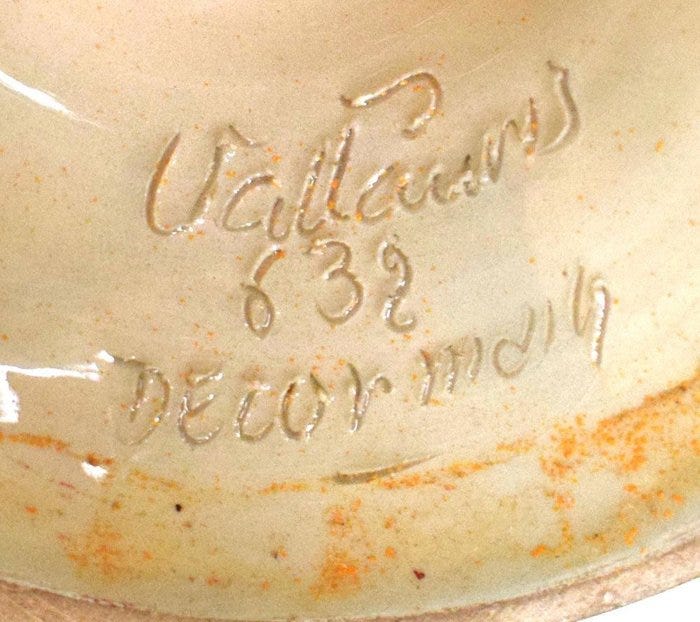 Vallauris
632
DECOR main